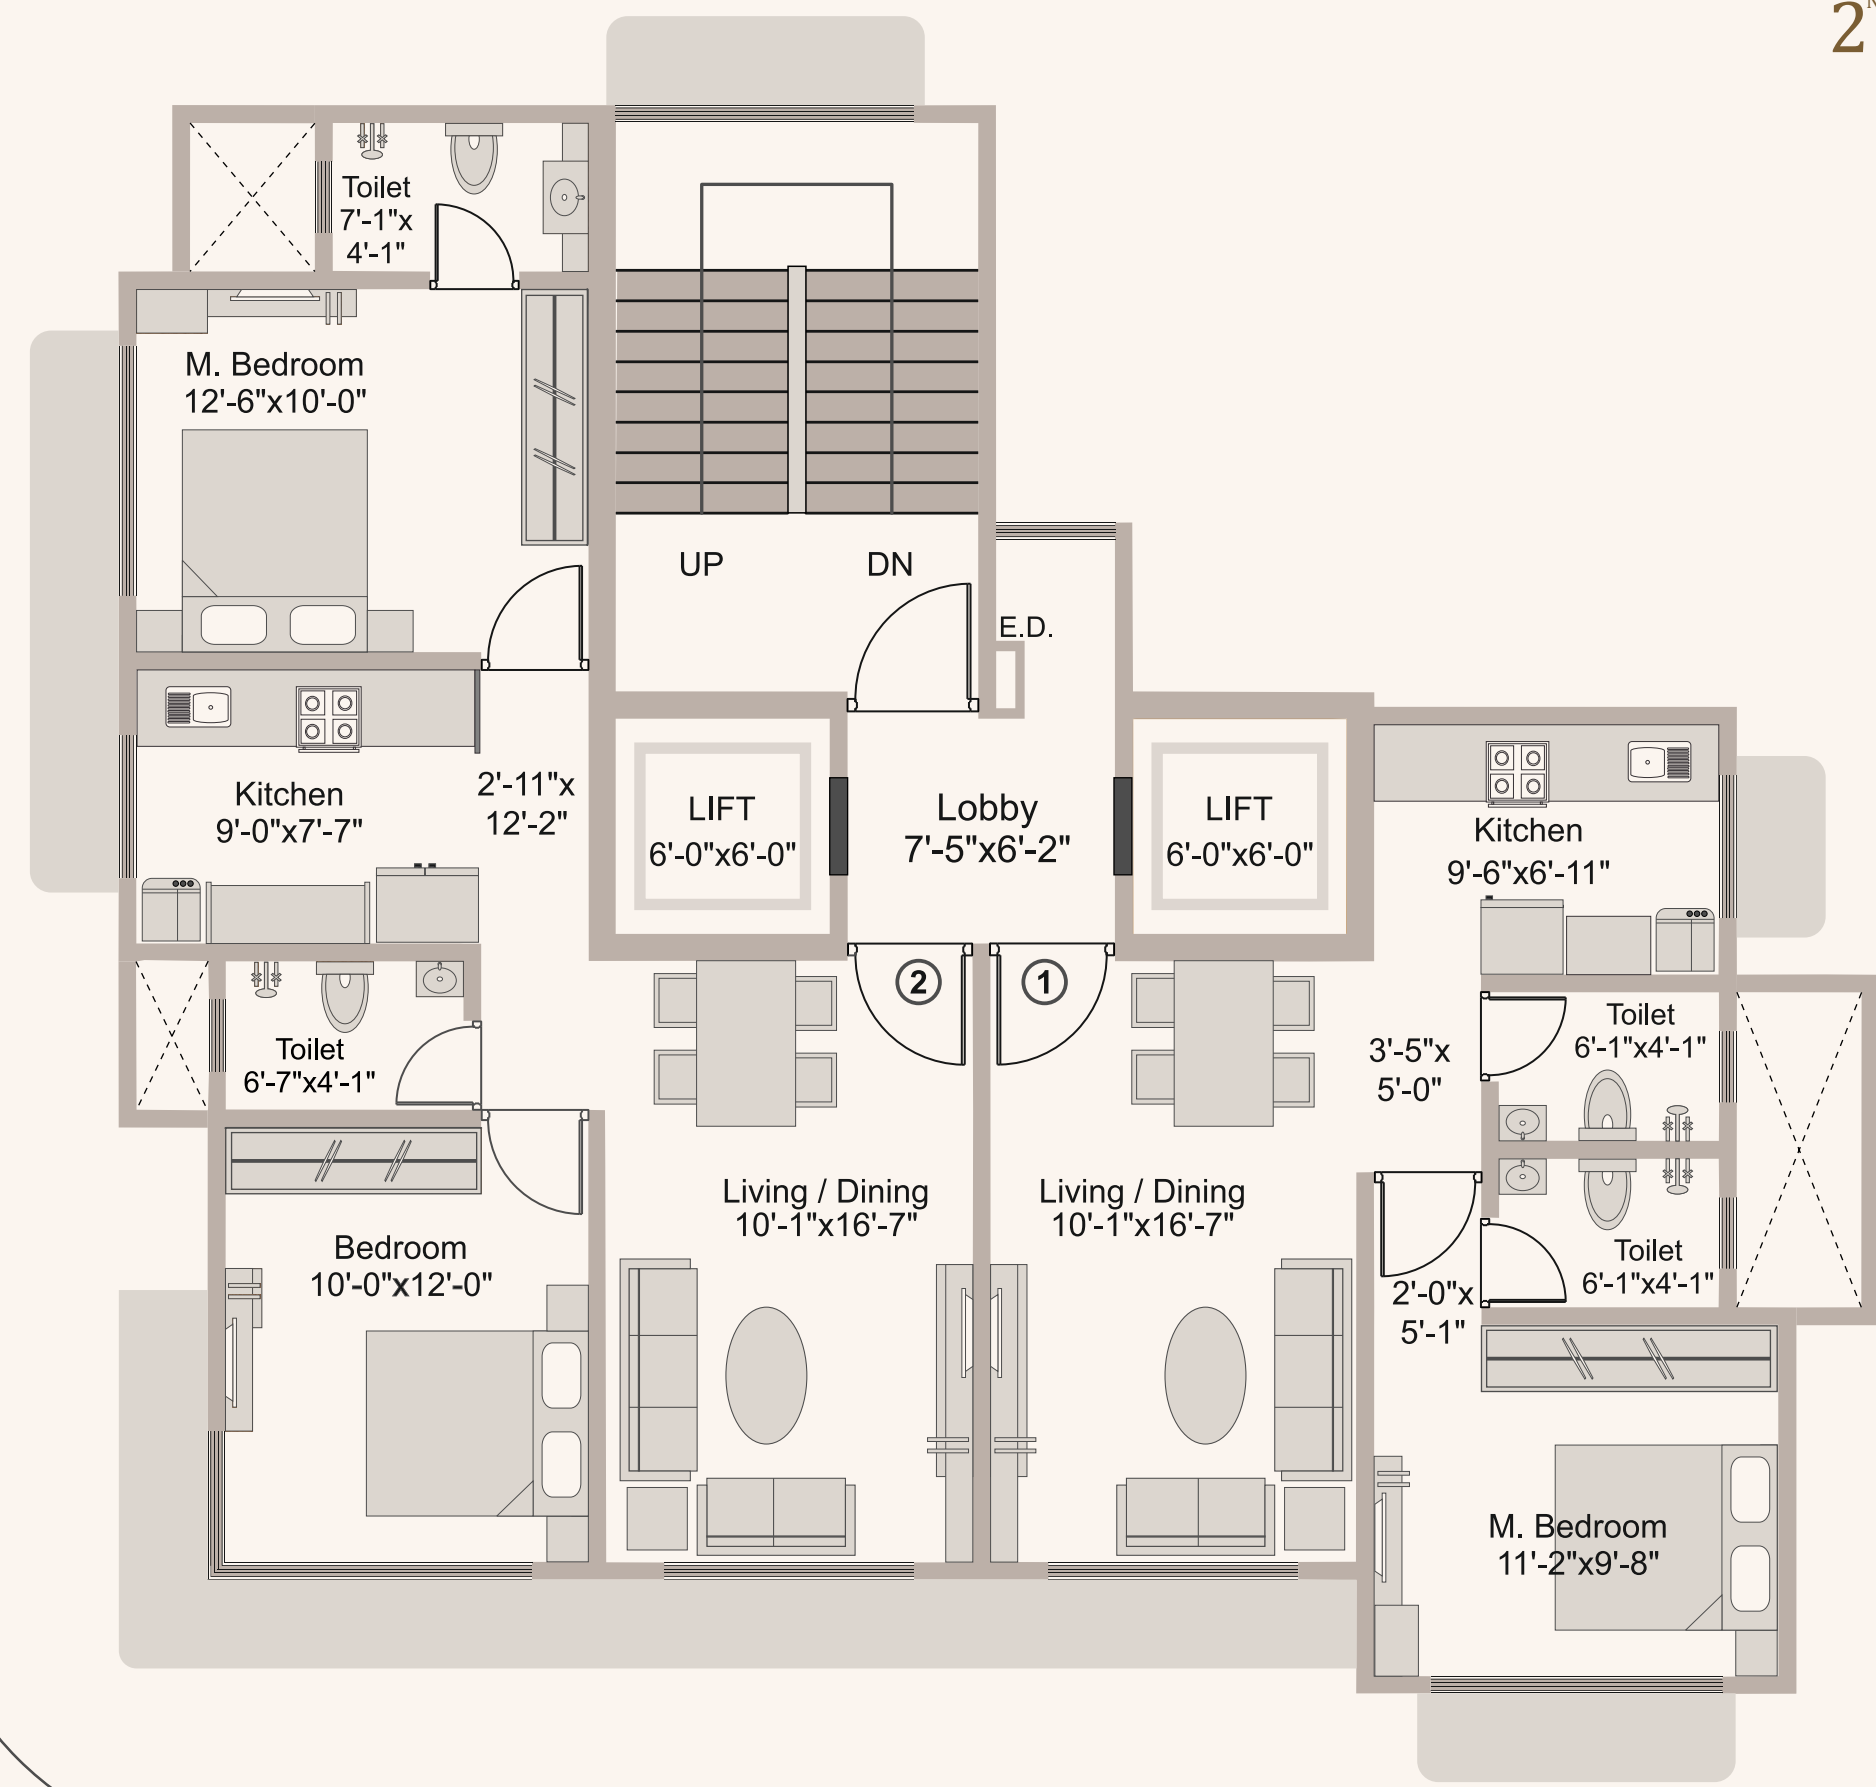 2
Toilet
7'-1"x
4'-1"
M. Bedroom
12'-6"x10'-0"
UP
DN
E.D.
Kitchen
9'-0"x7'-7"
2'-11"x
12'-2"
LIFT
6'-0"x6'-0"
Lobby
7'-5"x6'-2"
LIFT
6'-0"x6'-0"
Kitchen
9'-6"x6'-11"
2
1
Toilet
6'-7"x4'-1"
3'-5"x
5'-0"
Toilet
6'-1"x4'-1"
Living / Dining
10'-1"x16'-7"
Living / Dining
10'-1"x16'-7"
Bedroom
10'-0"x12'-0"
Toilet
6'-1"x4'-1"
2'-0"x
5'-1"
M. Bedroom
11'-2"x9'-8"